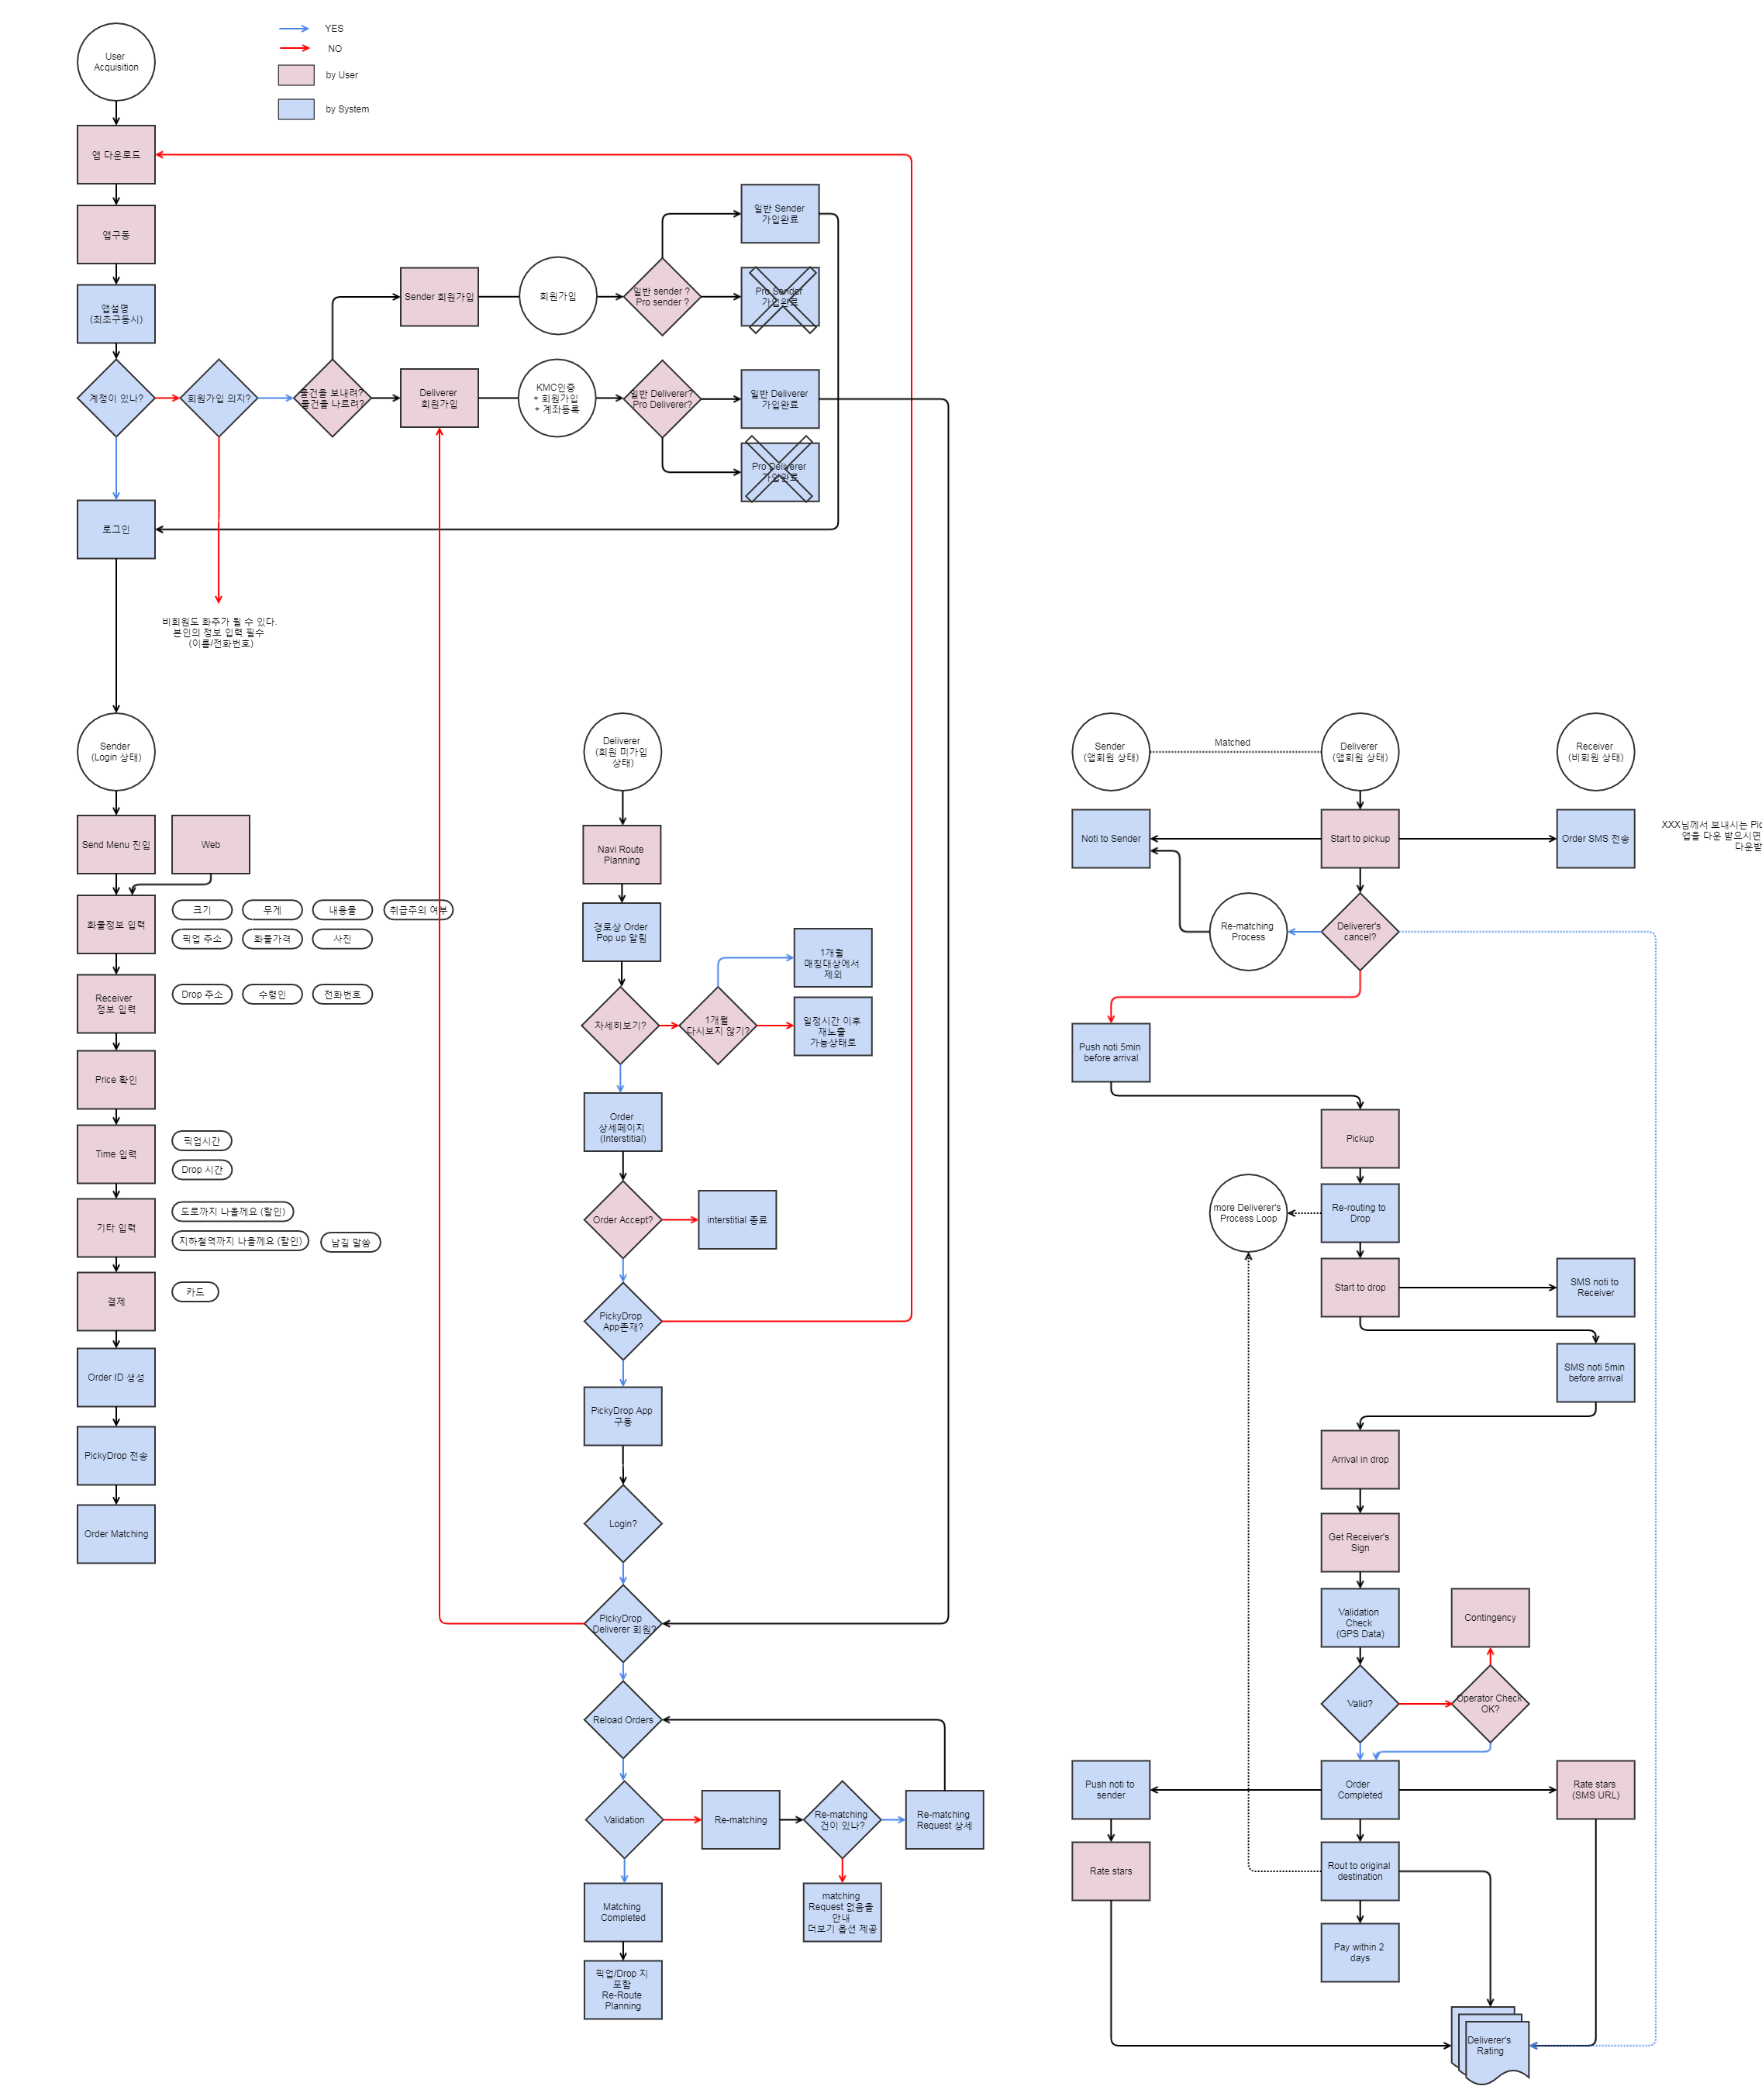 YES
NO
by User
by System
User
Acquisition
앱 다운로드
앱구동
앱설명
(최초구동시)
계정이 있나?
회원가입 의지?
물건을 보내려?
물건을 나르려?
Sender 회원가입
회원가입
일반 sender ?
Pro sender ?
일반 Sender
가입완료
Pro Sender
가입완료
Deliverer
회원가입
KMC인증
+ 회원가입
+ 계좌등록
일반 Deliverer?
Pro Deliverer?
일반 Deliverer
가입완료
Pro Deliverer
가입완료
로그인
비회원도 화주가 될 수 있다.
본인의 정보 입력 필수
(이름/전화번호)
Sender
(Login 상태)
Send Menu 진입
Web
화물정보 입력
크기
무게
내용물
취급주의 여부
픽업 주소
화물가격
사진
Receiver
정보 입력
Drop 주소
수령인
전화번호
Price 확인
Time 입력
픽업시간
Drop 시간
기타 입력
도로까지 나올께요 (할인)
지하철역까지 나올께요 (할인)
남길 말씀
결제
카드
Order ID 생성
PickyDrop 전송
Order Matching
Deliverer
(회원 미가입
상태)
Navi Route
Planning
경로상 Order
Pop up 알림
자세히보기?
1개월
다시보지 않기?
1개월
매칭대상에서
제외
일정시간 이후
재노출
가능상태로
Order
상세페이지
(Interstitial)
Order Accept?
interstitial 종료
PickyDrop
App존재?
PickyDrop App
구동
Login?
PickyDrop
Deliverer 회원?
Reload Orders
Validation
Re-matching
Re-matching
건이 있나?
Re-matching
Request 상세
matching
Request 없음을
안내
더보기 옵션 제공
Matching
Completed
픽업/Drop 지
포함
Re-Route
Planning
Sender
(앱회원 상태)
Matched
Deliverer
(앱회원 상태)
Receiver
(비회원 상태)
Noti to Sender
Start to pickup
Order SMS 전송
XXX님께서 보내시는 Pic
앱을 다운 받으시면
다운받
Re-matching
Process
Deliverer's
cancel?
Push noti 5min
before arrival
Pickup
more Deliverer's
Process Loop
Re-routing to
Drop
Start to drop
SMS noti to
Receiver
SMS noti 5min
before arrival
Arrival in drop
Get Receiver's
Sign
Validation
Check
(GPS Data)
Contingency
Valid?
Operator Check
OK?
Push noti to
sender
Order
Completed
Rate stars
(SMS URL)
Rate stars
Rout to original
destination
Pay within 2
days
Deliverer's
Rating